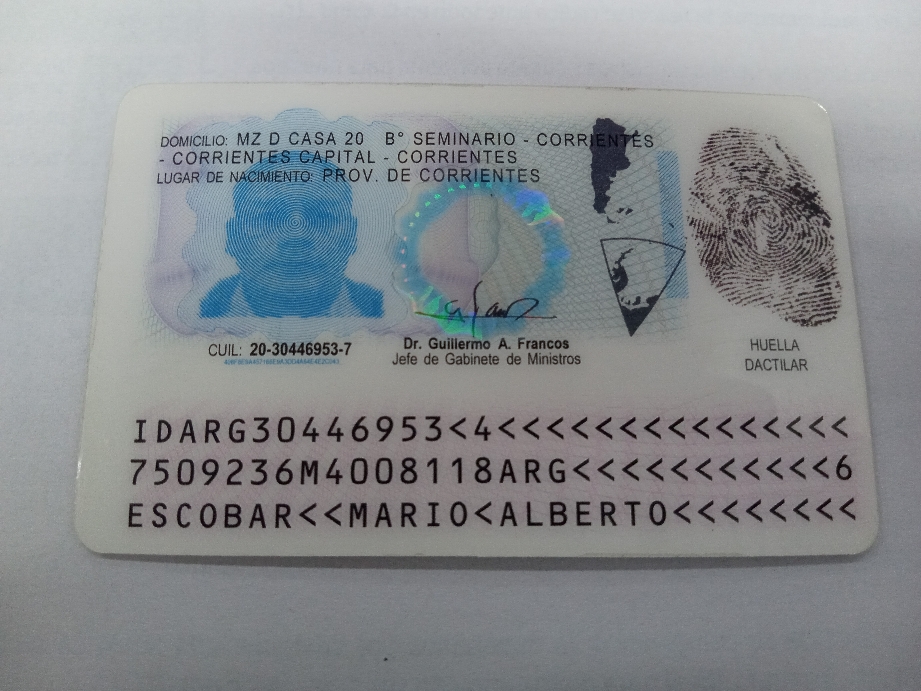 DOMICILIO: MZ D CASA 20 B° SEMINARIO - CORRIENTES
- CORRIENTES CAPITAL - CORRIENTES
LUGAR DE NACIMIENTO: PROV. DE CORRIENTES
CUIL: 20-30446953-7
Dr. Guillermo A. Francos
Jefe de Gabinete de Ministros
HUELLA
DACTILAR
IDARG30446953<4<<<<<<<<<<<<<<<
7509236M4008118ARG<<<<<<<<<<<6
ESCOBAR<<MARIO<ALBERTO<<<<<<<<